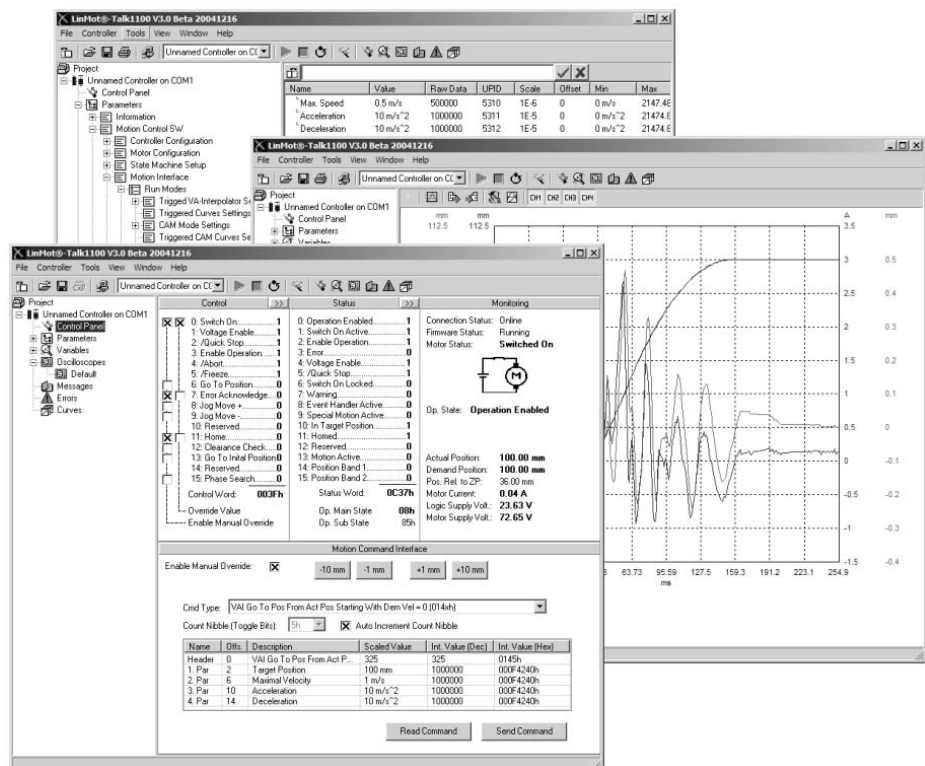 LinMot®-Talk1100 V3.0 Beta 20041216
File Controller Tools View Window Help
Unnamed Controller on CC
Project
Unnamed Controller on COM1
Control Panel
Parameters
Information
Motion Control SW
Controller Configuration
Motor Configuration
State Machine Setup
Motion Interface
Run Modes
Trigged VA-Interpolator Se
Triggered Curves Settings
CAM Mode Settings
Triggered CAM Curves Se
Name Value Raw Data UPID Scale Offset Min Max
Max. Speed 0.5 m/s 500000 5310 1E-6 0 0 m/s 2147.48
Acceleration 10 m/s^2 1000000 5311 1E-5 0 0 m/s^2 21474.8
Deceleration 10 m/s^2 1000000 5312 1E-5 0 0 m/s^2 21474.8
LinMot®-Talk1100 V3.0 Beta 20041216
File Controller Tools View Window Help
Unnamed Controller on CC
CH1 CH2 CH3 CH4
Project
Unnamed Controller on COM1
Control Panel
Parameters
Variables
mm mm A mm
112.5 112.5 3.5
3 0.5
2.5 0.4
2 0.3
1.5 0.2
1 0.1
0.5 0
0 -0.1
-0.5 -0.2
-1 -0.3
-1.5 -0.4
63.73 95.59 127.5 159.3 191.2 223.1 254.9
ms
LinMot®-Talk1100 V3.0 Beta 20041216
File Controller Tools View Window Help
Unnamed Controller on CC
Project
Unnamed Controller on COM1
Control Panel
Parameters
Variables
Oscilloscopes
Default
Messages
Errors
Curves
Control >>
0: Switch On 1
1: Voltage Enable 1
2: /Quick Stop 1
3: Enable Operation 1
4: /Abort 1
5: /Freeze 1
6: Go To Position 0
7: Error Acknowledge 0
8: Jog Move + 0
9: Jog Move - 0
10: Reserved 0
11: Home 0
12: Clearance Check 0
13: Go To Inital Position 0
14: Reserved 0
15: Phase Search 0
Control Word: 003Fh
Override Value
Enable Manual Override
Status >>
0: Operation Enabled 1
1: Switch On Active 1
2: Enable Operation 1
3: Error 0
4: Voltage Enable 1
5: /Quick Stop 1
6: Switch On Locked 0
7: Warning 0
8: Event Handler Active 0
9: Special Motion Active 0
10: In Target Position 1
11: Homed 1
12: Reserved 0
13: Motion Active 0
14: Position Band 1 0
15: Position Band 2 0
Status Word: 0C37h
Op. Main State 08h
Op. Sub State 85h
Monitoring
Connection Status: Online
Firmware Status: Running
Motor Status: Switched On
M
Op. State: Operation Enabled
Actual Position: 100.00 mm
Demand Position: 100.00 mm
Pos. Rel. to ZP: 36.00 mm
Motor Current: 0.04 A
Logic Supply Volt.: 23.63 V
Motor Supply Volt.: 72.65 V
Motion Command Interface
Enable Manual Override:
-10 mm -1 mm +1 mm +10 mm
Cmd Type: VAI Go To Pos From Act Pos Starting With Dem Vel = 0 (014xh)
Count Nibble (Toggle Bits): 5h Auto Increment Count Nibble
Name Offs. Description Scaled Value Int. Value (Dec) Int. Value (Hex)
Header 0 VAI Go To Pos From Act P... 325 325 0145h
1. Par 2 Target Position 100 mm 1000000 000F4240h
2. Par 6 Maximal Velocity 1 m/s 1000000 000F4240h
3. Par 10 Acceleration 10 m/s^2 1000000 000F4240h
4. Par 14 Deceleration 10 m/s^2 1000000 000F4240h
Read Command Send Command